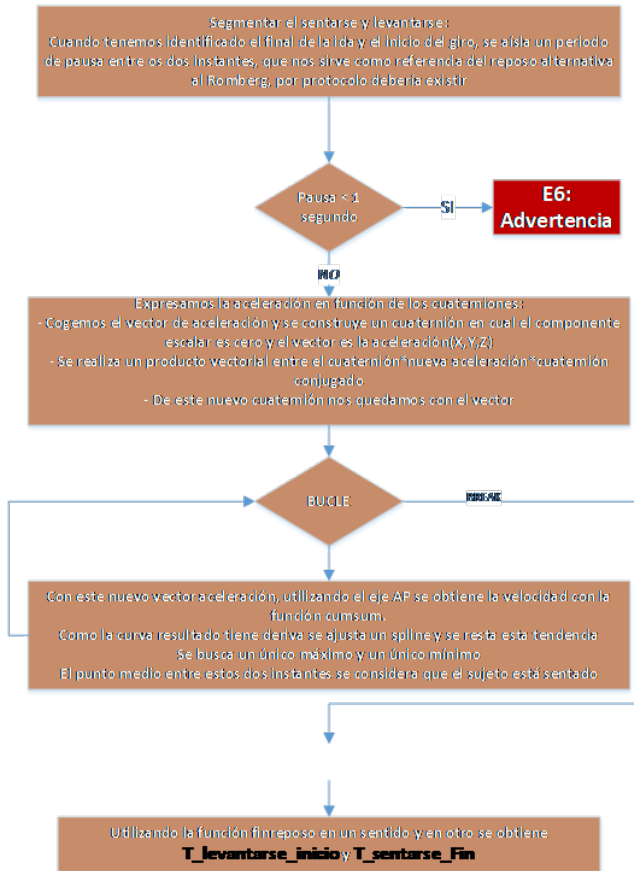 Segmentar el sentarse y levantarse:
Cuando tenemos identificado el final de la ida y el inicio del giro, se aísla un periodo
de pausa entre os dos instantes, que nos sirve como referencia del reposo alternativa
al Romberg, por protocolo debería existir
Pausa < 1
segundo
SI
E6:
Advertencia
NO
Expresamos la aceleración en función de los cuaterniones:
- Cogemos el vector de aceleración y se construye un cuaternión en cual el componente
escalar es cero y el vector es la aceleración(X,Y,Z)
- Se realiza un producto vectorial entre el cuaternión*nueva aceleración*cuaternión
conjugado
- De este nuevo cuaternión nos quedamos con el vector
BUCLE
BREAK
Con este nuevo vector aceleración, utilizando el eje AP se obtiene la velocidad con la
función cumsum.
Como la curva resultado tiene deriva se ajusta un spline y se resta esta tendencia
Se busca un único máximo y un único mínimo
El punto medio entre estos dos instantes se considera que el sujeto está sentado
Utilizando la función finreposo en un sentido y en otro se obtiene
T_levantarse_inicio y T_sentarse_Fin